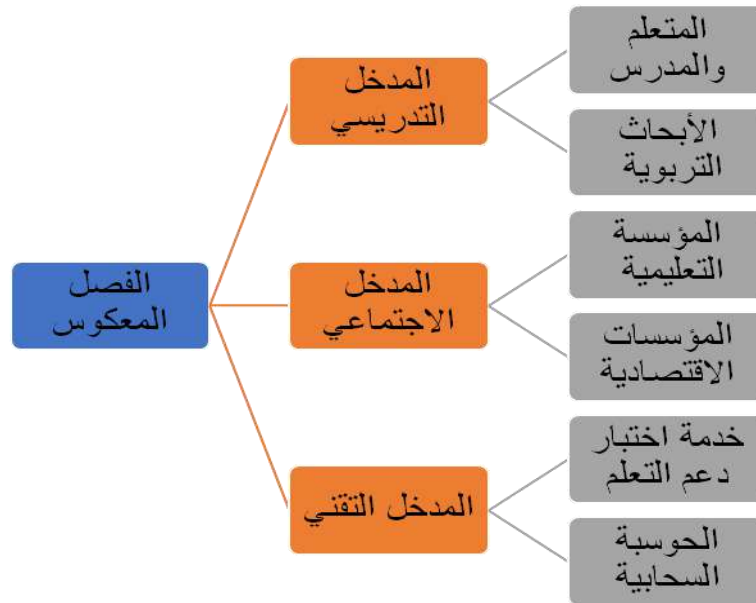 الفصل
المعكوس
المدخل
التدريسي
المتعلم
والمدرس
الأبحاث
التربوية
المدخل
الاجتماعي
المؤسسة
التعليمية
المؤسسات
الاقتصادية
المدخل التقني
خدمة اختبار
دعم التعلم
الحوسبة
السحابية